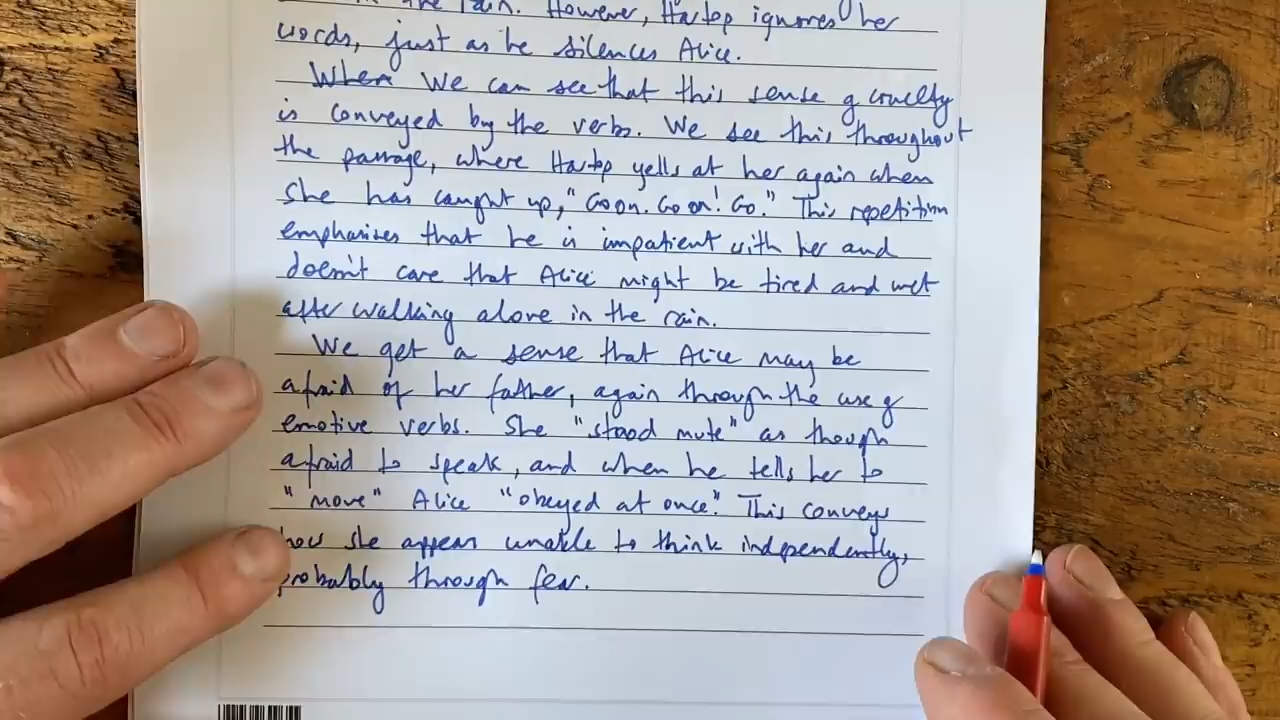 the rain. However, Hartop ignores her
words, just as he silences Alice.
When We can see that this sense of cruelty
is conveyed by the verbs. We see this throughout
the passage, where Hartop yells at her again when
she has caught up, "Go on. Go on! Go." This repetition
emphasises that he is impatient with her and
doesn't care that Alice might be tired and wet
after walking alone in the rain.
We get a sense that Alice may be
afraid of her father, again through the use of
emotive verbs. She "stood mute" as though
afraid to speak, and when he tells her to
"move" Alice "obeyed at once". This conveys
how she appears unable to think independently,
probably through fear.